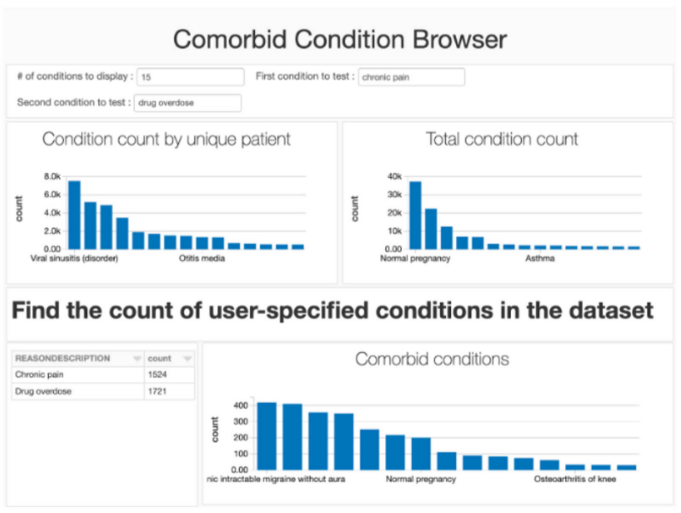 Comorbid Condition Browser
# of conditions to display : 15 First condition to test : chronic pain
Second condition to test : drug overdose
Condition count by unique patient
count
8.0k
6.0k
4.0k
2.0k
0.00
Viral sinusitis (disorder) Otitis media
Total condition count
count
40k
30k
20k
10k
0.00
Normal pregnancy Asthma
Find the count of user-specified conditions in the dataset
REASONDESCRIPTION count
Chronic pain 1524
Drug overdose 1721
Comorbid conditions
count
400
300
200
100
0.00
nic intractable migraine without aura Normal pregnancy Osteoarthritis of knee